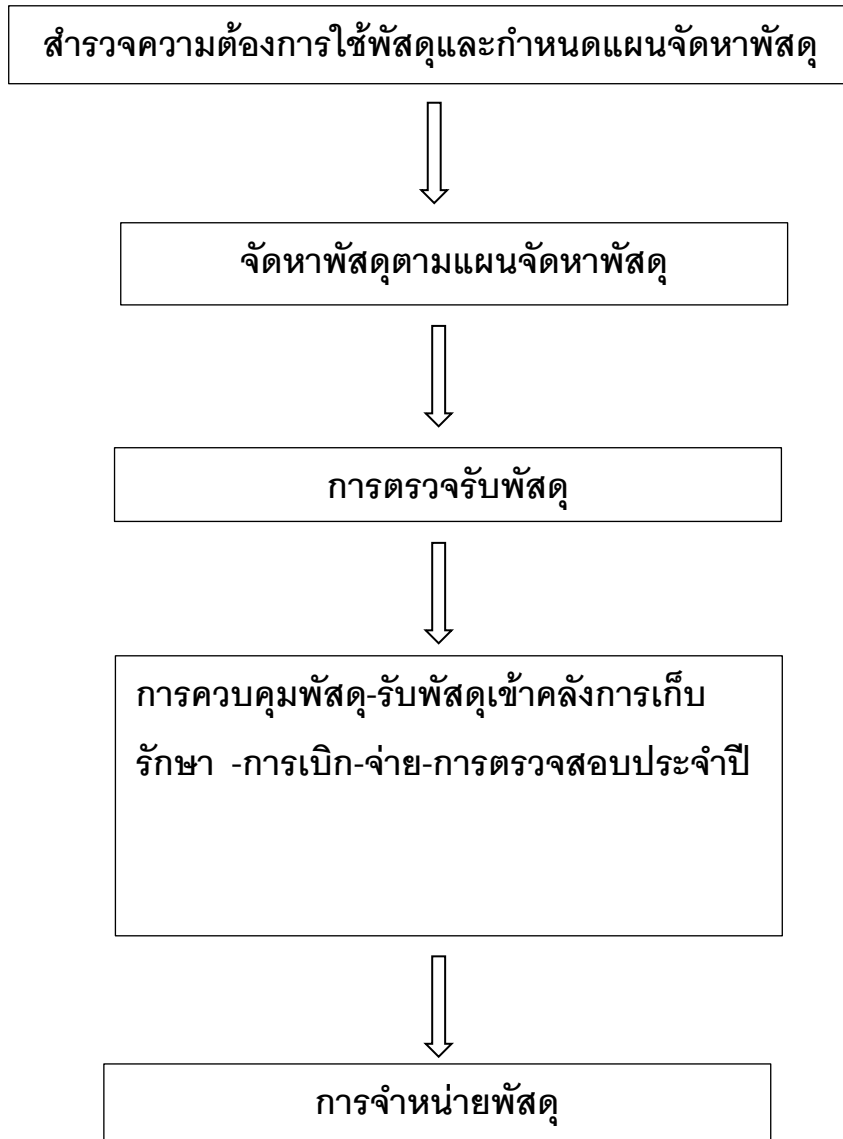 สำรวจความต้องการใช้พัสดุและกำหนดแผนจัดหาพัสดุ
จัดหาพัสดุตามแผนจัดหาพัสดุ
การตรวจรับพัสดุ
การควบคุมพัสดุ-รับพัสดุเข้าคลังการเก็บ
รักษา -การเบิก-จ่าย-การตรวจสอบประจำปี
การจำหน่ายพัสดุ